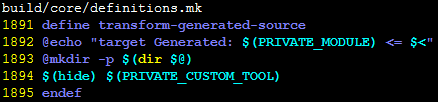 build/core/definitions.mk
1891 define transform-generated-source
1892 @echo "target Generated: $(PRIVATE_MODULE) <= $<"
1893 @mkdir -p $(dir $@)
1894 $(hide) $(PRIVATE_CUSTOM_TOOL)
1895 endef